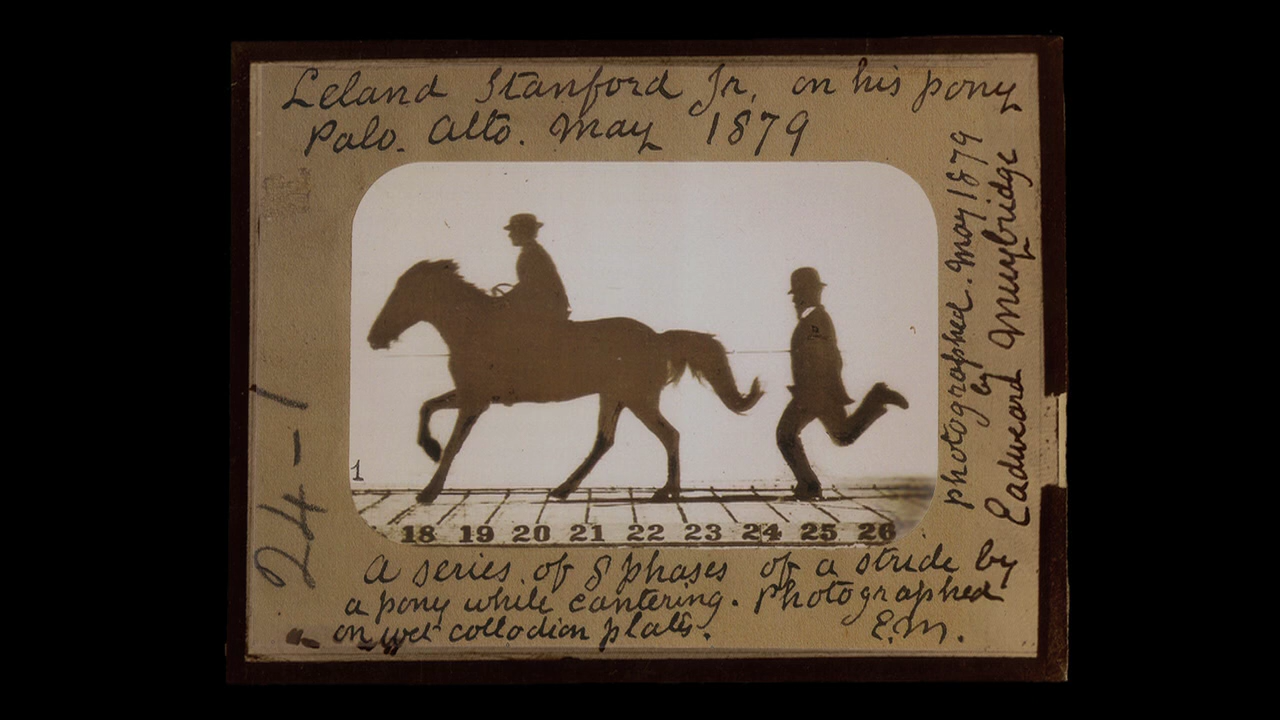 Leland Stanford Jr. on his pony
Palo. Alto. May 1879
photographed. May 1879
by
Eadweard Muybridge
24-1
1
18 19 20 21 22 23 24 25 26
A series of 8 phases of a stride by
a pony while cantering. Photographed
on wet collodion plates. E.M.